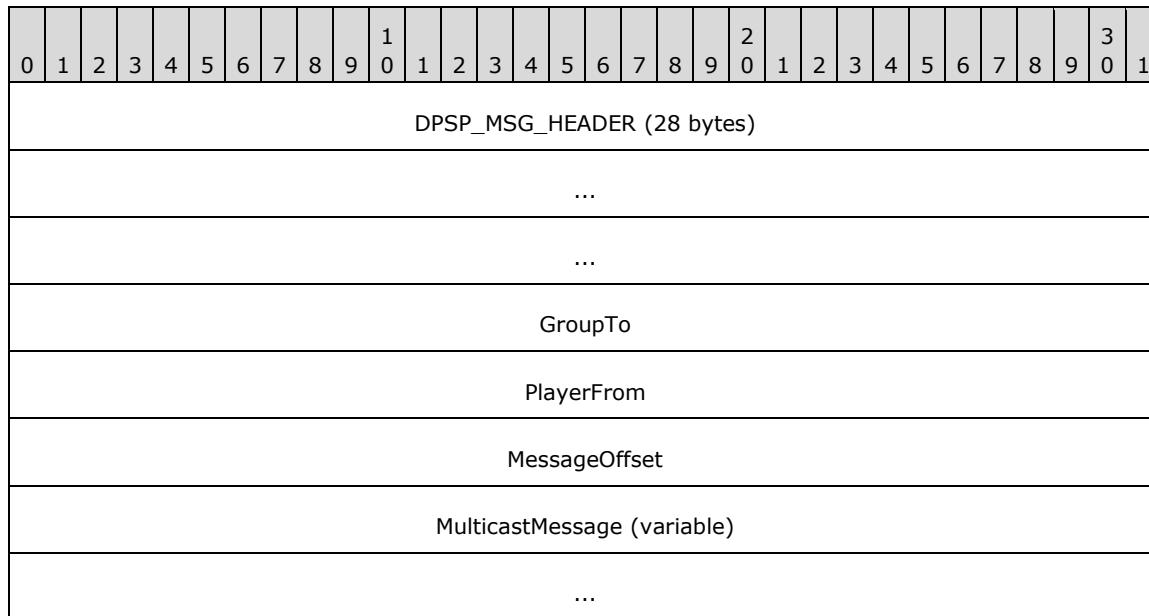 1 2 3
0 1 2 3 4 5 6 7 8 9 0 1 2 3 4 5 6 7 8 9 0 1 2 3 4 5 6 7 8 9 0 1
DPSP_MSG_HEADER (28 bytes)
...
...
GroupTo
PlayerFrom
MessageOffset
MulticastMessage (variable)
...